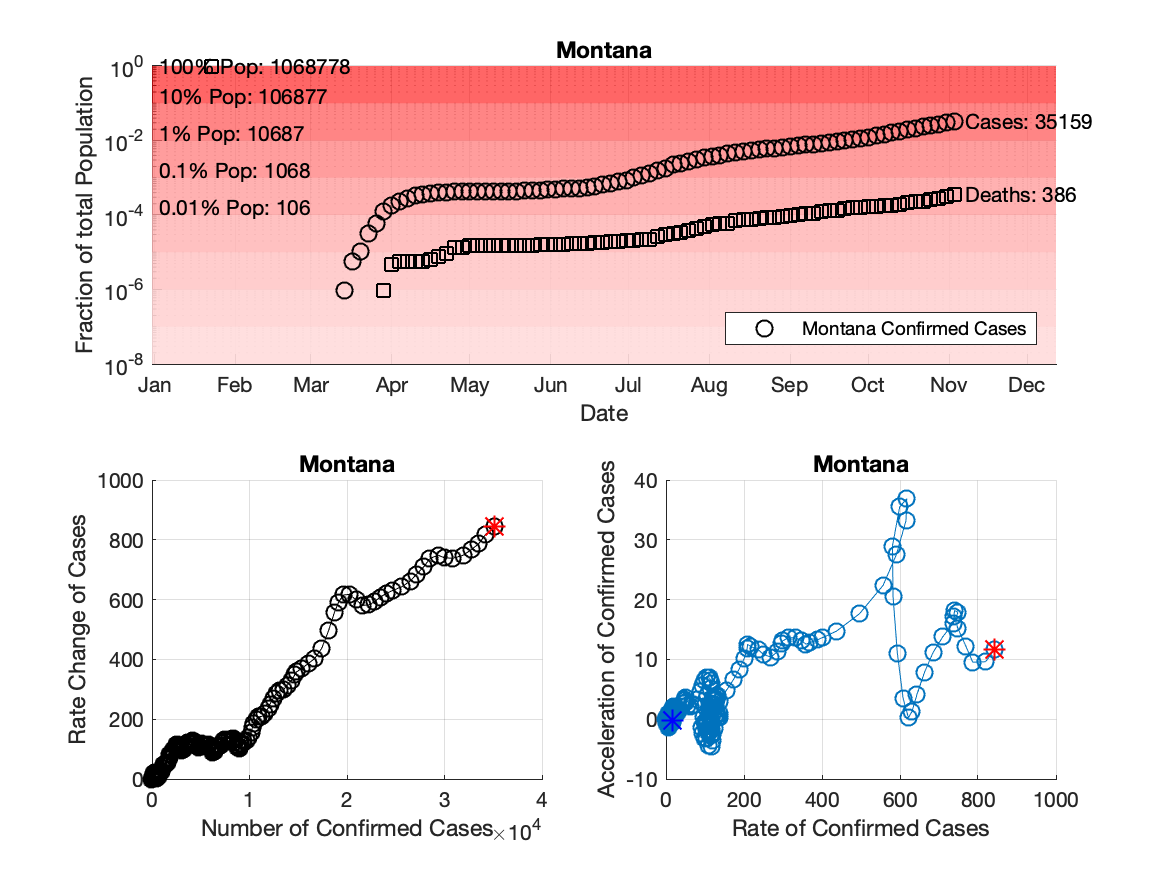 Montana
Fraction of total Population
10^0
10^-2
10^-4
10^-6
10^-8
100% Pop: 1068778
10% Pop: 106877
1% Pop: 10687
0.1% Pop: 1068
0.01% Pop: 106
Cases: 35159
Deaths: 386
Montana Confirmed Cases
Jan Feb Mar Apr May Jun Jul Aug Sep Oct Nov Dec
Date
Montana
Rate Change of Cases
1000
800
600
400
200
0
0 1 2 3 4
Number of Confirmed Cases ×10^4
Montana
Acceleration of Confirmed Cases
40
30
20
10
0
-10
0 200 400 600 800 1000
Rate of Confirmed Cases